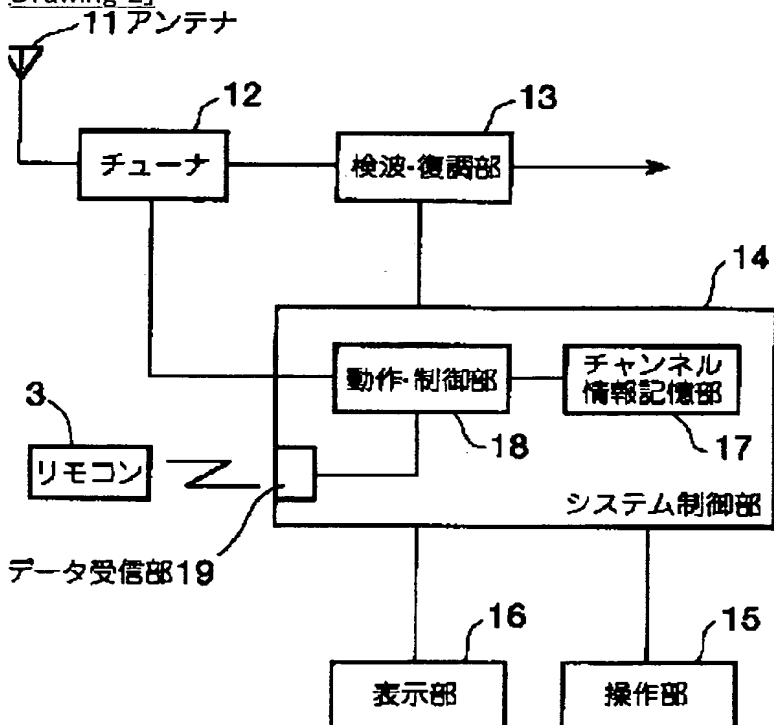 Drawing 2]
11アンテナ
12
13
チューナ
検波・復調部
14
動作・制御部
チャンネル
情報記憶部
3
18
17
リモコン
システム制御部
データ受信部19
16
15
表示部
操作部